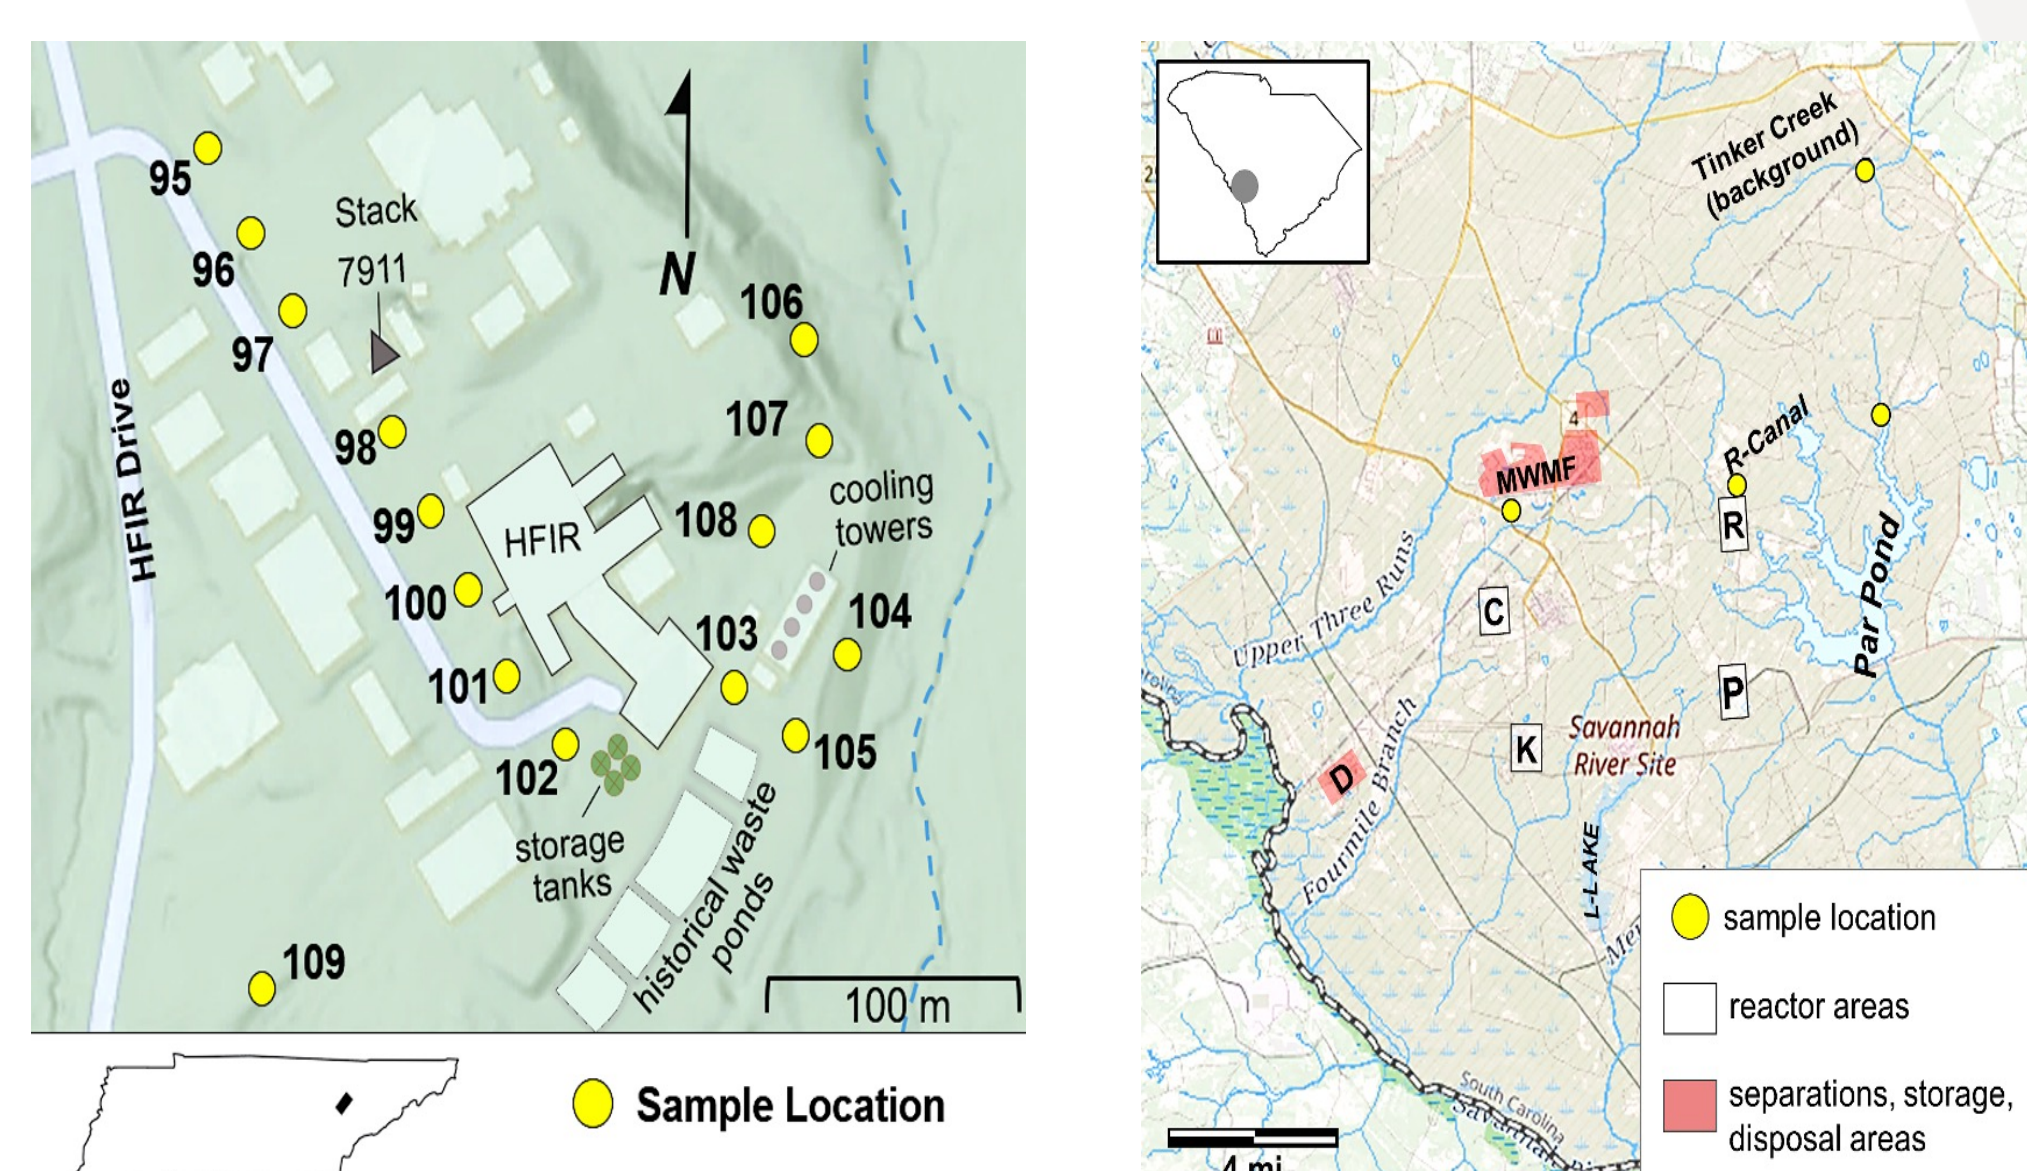 95
96
97
Stack
7911
98
99
100
101
102
HFIR Drive
HFIR
N
106
107
108
cooling
towers
103
104
105
storage
tanks
historical waste
ponds
109
100 m
Sample Location
Tinker Creek
(background)
4
MWMF
R-Canal
R
Par Pond
Upper Three Runs
C
P
K
Savannah
River Site
D
Fourmile Branch
L-LAKE
South Carolina
4 mi
sample location
reactor areas
separations, storage,
disposal areas